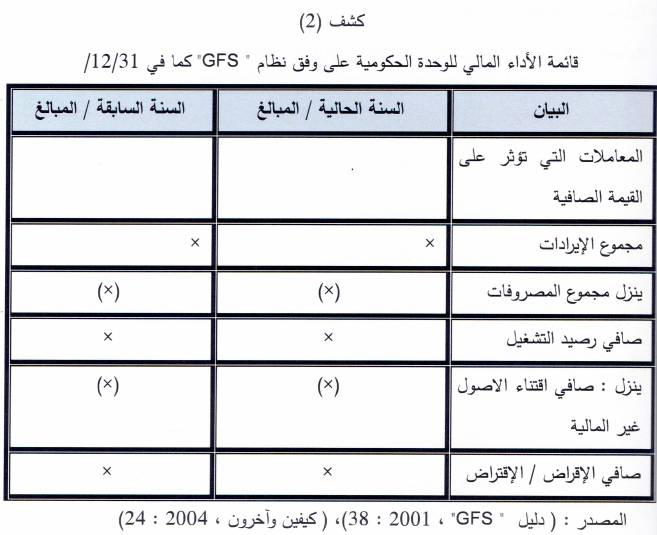 كشف (2)
قائمة الأداء المالي للوحدة الحكومية على وفق نظام " GFS" كما في 12/31/
البيان السنة الحالية / المبالغ السنة السابقة / المبالغ
المعاملات التي تؤثر على
القيمة الصافية
مجموع الإيرادات × ×
ينزل مجموع المصروفات (×) (×)
صافي رصيد التشغيل × ×
ينزل : صافي اقتناء الاصول (×) (×)
غير المالية
صافي الإقراض / الإقتراض × ×
المصدر : ( دليل " GFS" ، 2001 : 38)، ( كيفين وآخرون ، 2004 : 24)